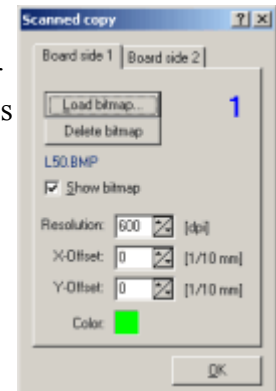 Scanned copy
Board side 1 Board side 2
Load bitmap...
1
s
Delete bitmap
L50.BMP
Show bitmap
Resolution: 600 [dpi]
X-Offset: 0 [1/10 mm]
Y-Offset: 0 [1/10 mm]
Color:
OK